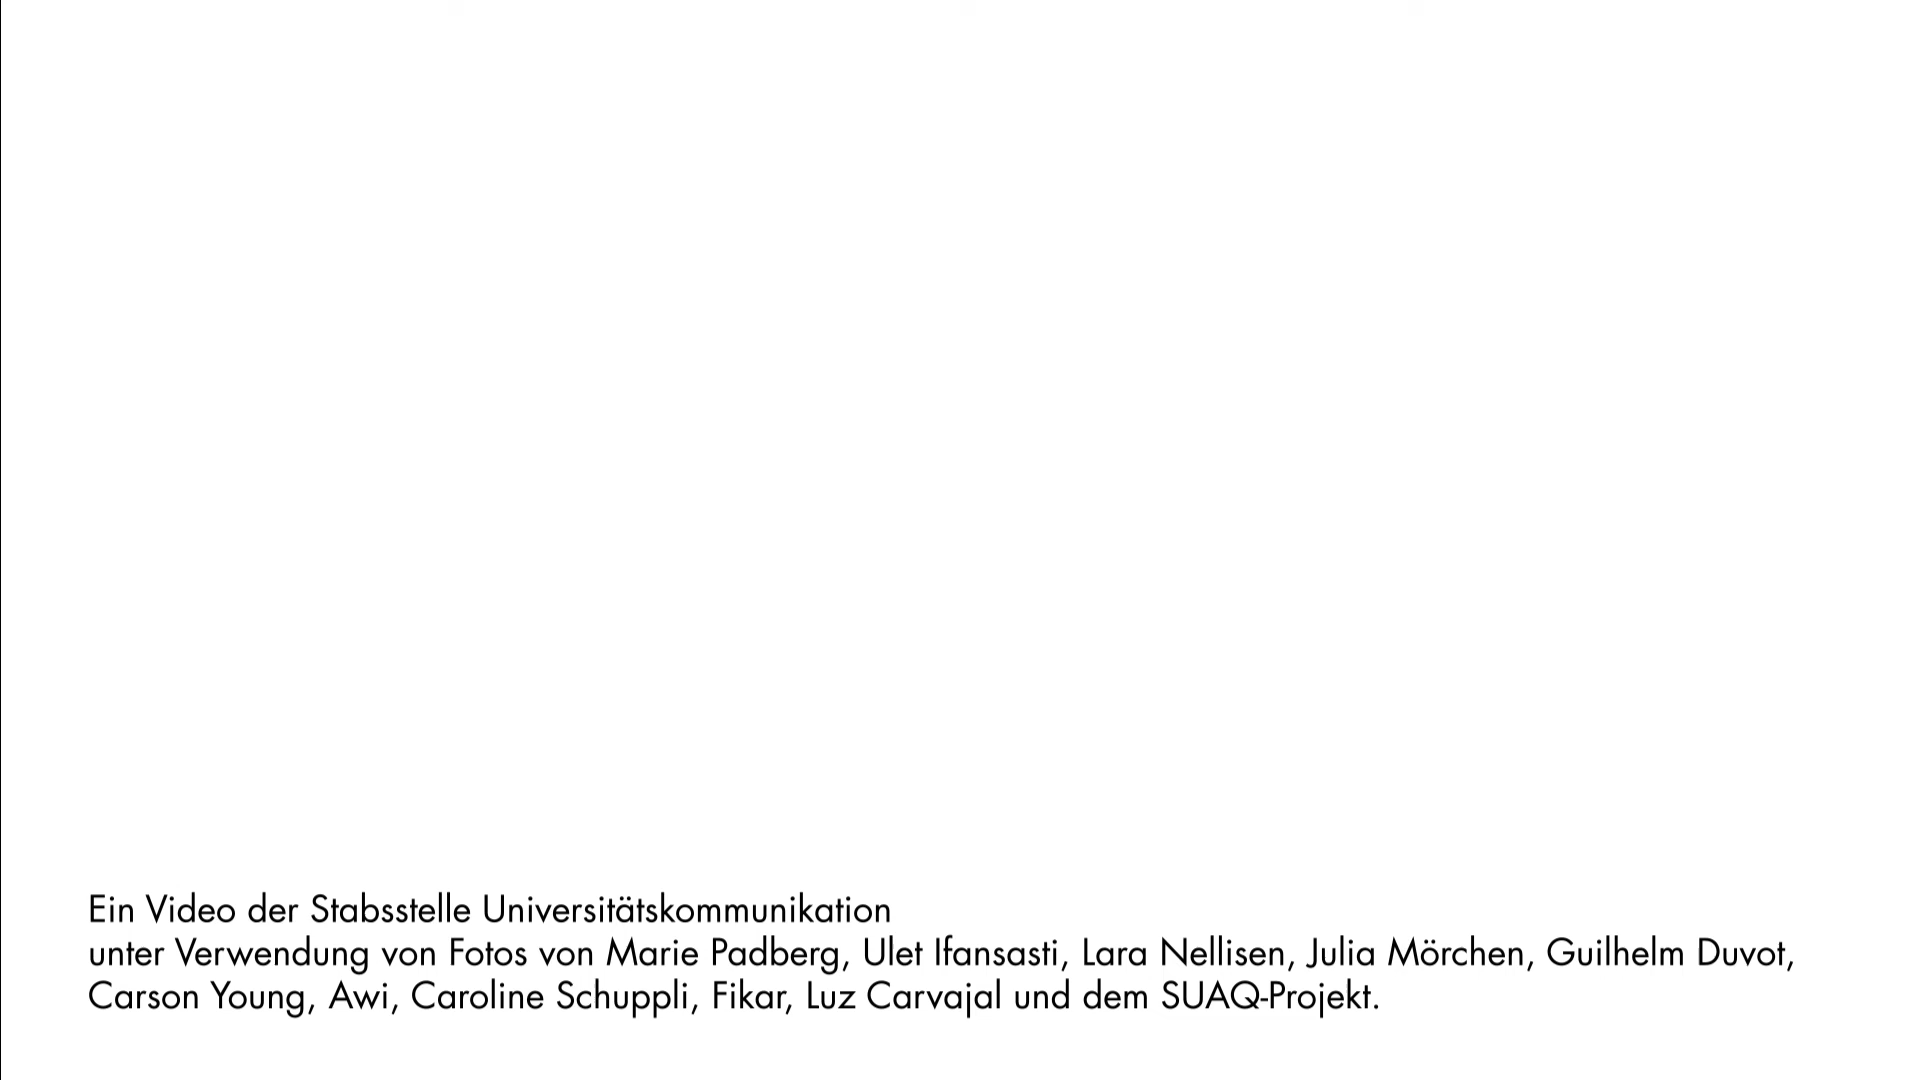 Ein Video der Stabsstelle Universitätskommunikation
unter Verwendung von Fotos von Marie Padberg, Ulet Ifansasti, Lara Nellisen, Julia Mörchen, Guilhelm Duvot,
Carson Young, Awi, Caroline Schuppli, Fikar, Luz Carvajal und dem SUAQ-Projekt.